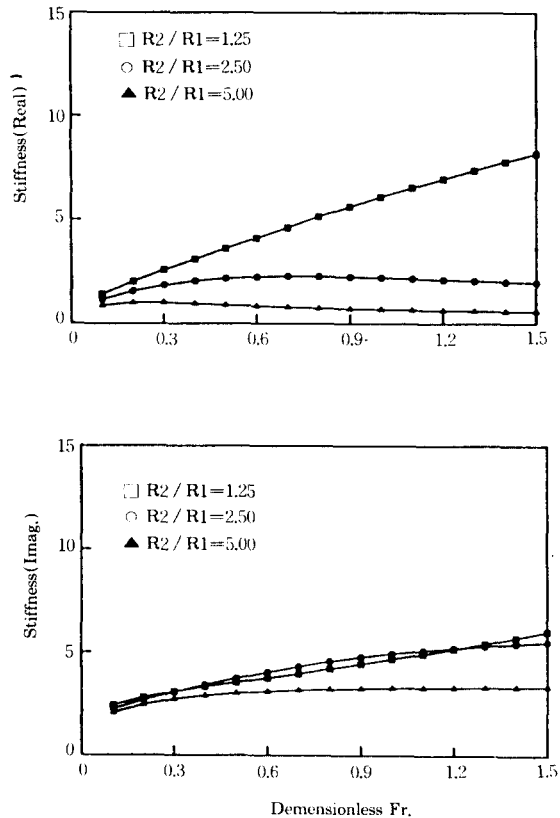 15
10
5
0
Stiffness(Real)
□ R2 / R1=1.25
○ R2 / R1=2.50
▲ R2 / R1=5.00
0 0.3 0.6 0.9 1.2 1.5
15
10
5
0
Stiffness(Imag.)
□ R2 / R1=1.25
○ R2 / R1=2.50
▲ R2 / R1=5.00
0 0.3 0.6 0.9 1.2 1.5
Demensionless Fr.